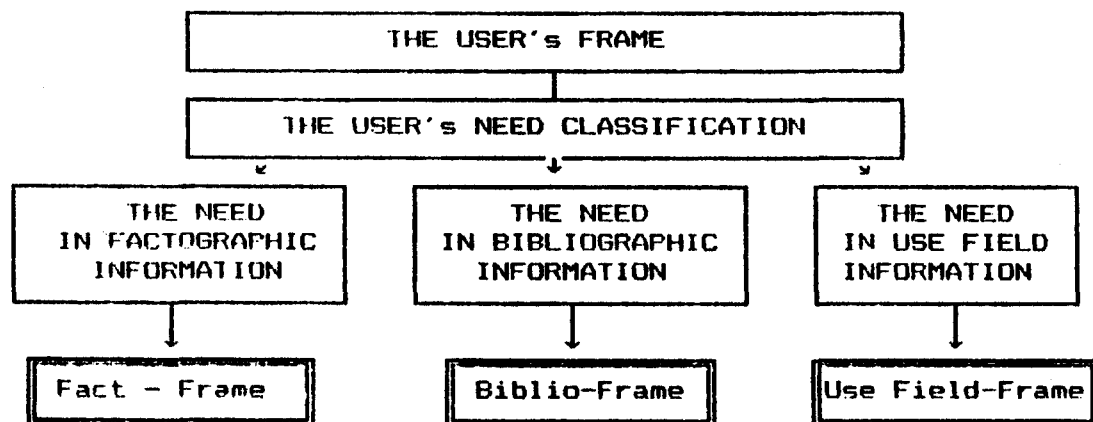 THE USER's FRAME
THE USER's NEED CLASSIFICATION
THE NEED
IN FACTOGRAPHIC
INFORMATION
THE NEED
IN BIBLIOGRAPHIC
INFORMATION
THE NEED
IN USE FIELD
INFORMATION
Fact - Frame
Biblio-Frame
Use Field-Frame